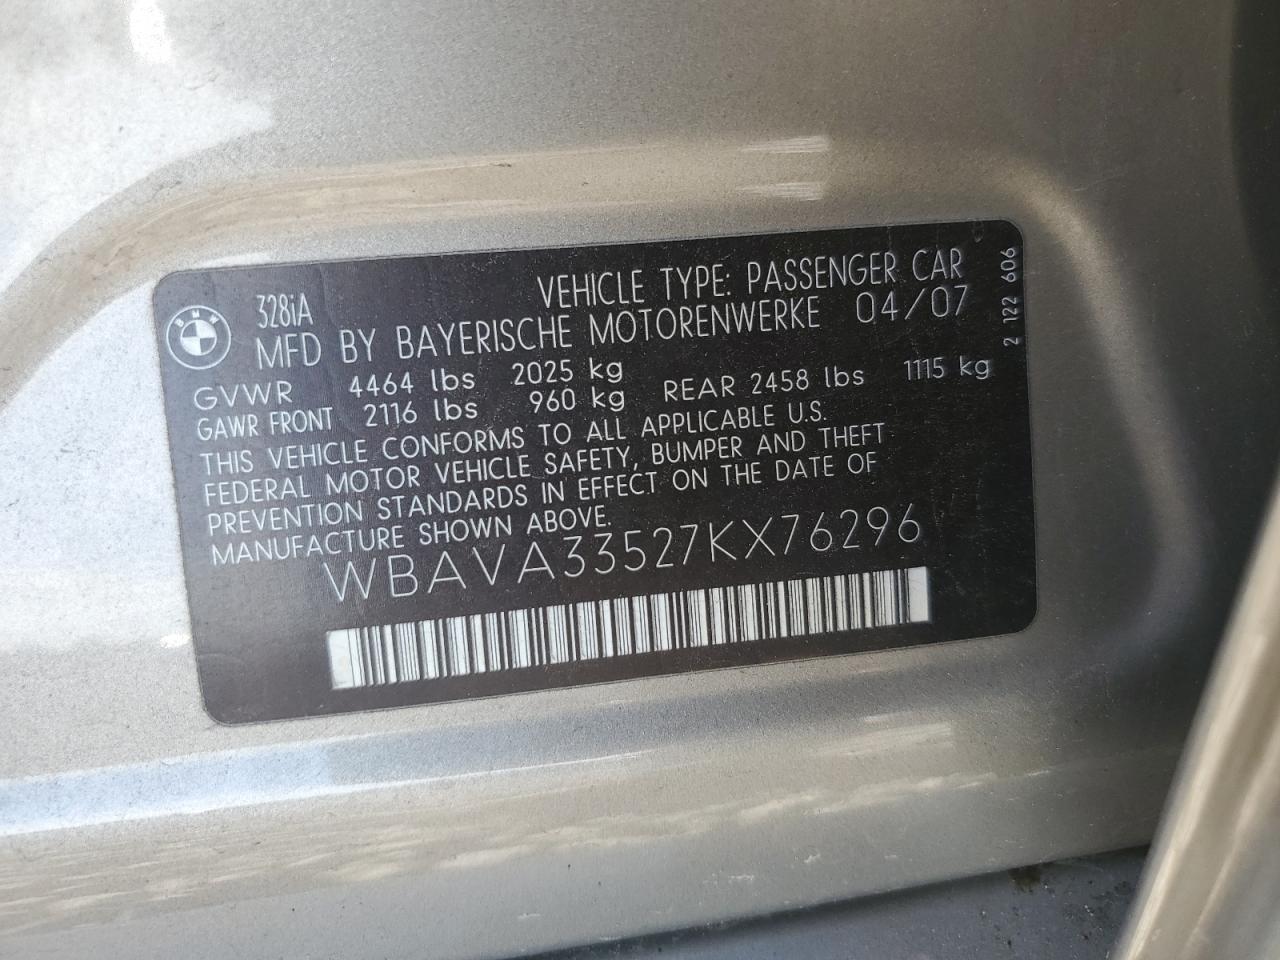 VEHICLE TYPE: PASSENGER CAR
BMW 328iA
MFD BY BAYERISCHE MOTORENWERKE 04/07
GVWR 4464 lbs 2025 kg
GAWR FRONT 2116 lbs 960 kg REAR 2458 lbs 1115 kg
THIS VEHICLE CONFORMS TO ALL APPLICABLE U.S.
FEDERAL MOTOR VEHICLE SAFETY, BUMPER AND THEFT
PREVENTION STANDARDS IN EFFECT ON THE DATE OF
MANUFACTURE SHOWN ABOVE.
WBAVA33527KX76296
2 122 606